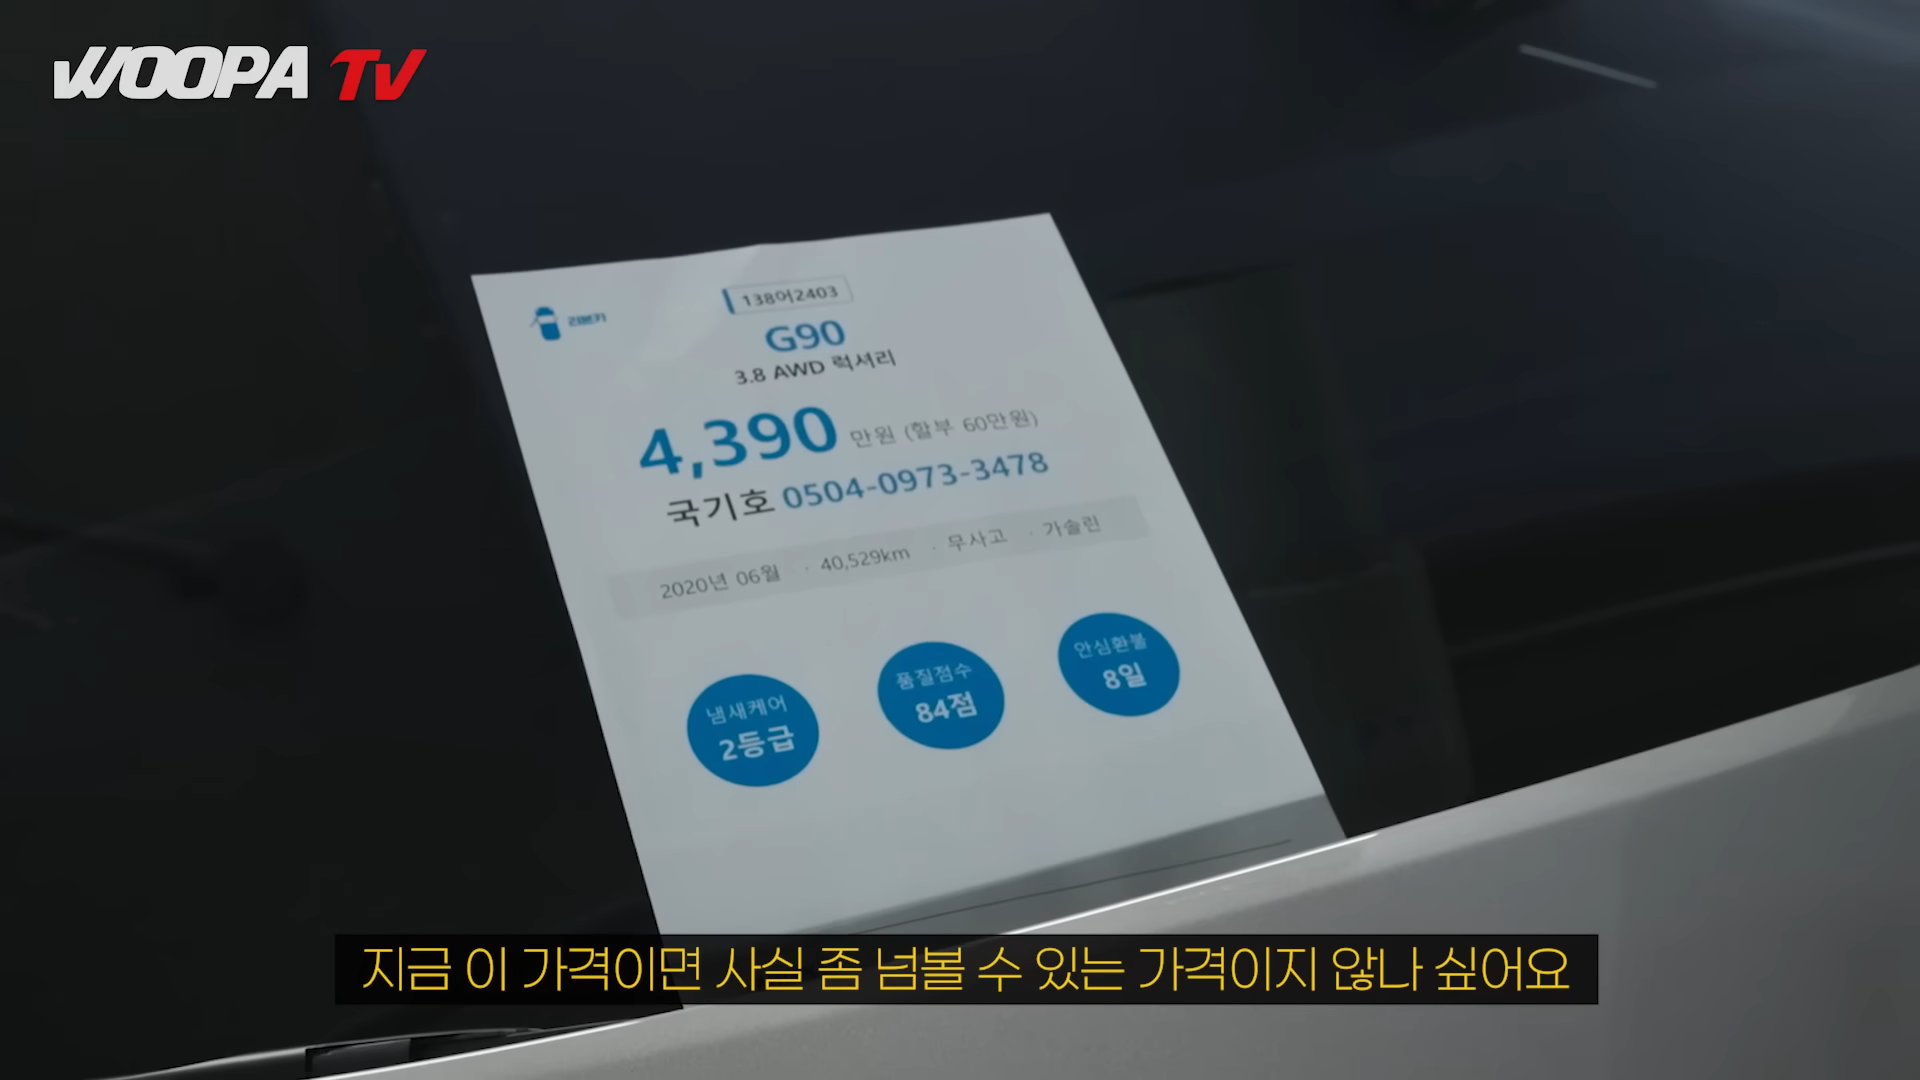 WOOPA TV
리본카
138어2403
G90
3.8 AWD 럭셔리
4,390 만원 (할부 60만원)
국기호 0504-0973-3478
2020년 06월 · 40,529km · 무사고 · 가솔린
냄새케어
2등급
품질점수
84점
안심환불
8일
지금 이 가격이면 사실 좀 넘볼 수 있는 가격이지 않나 싶어요